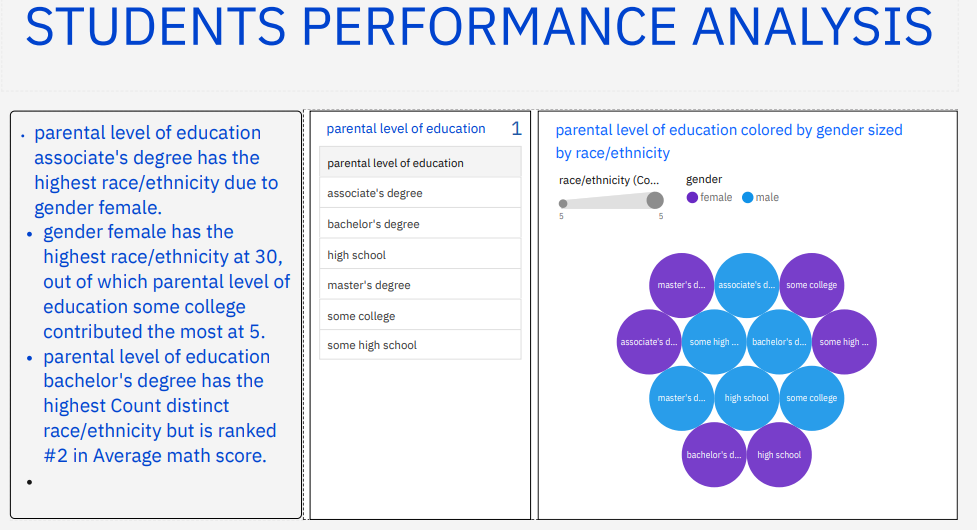 STUDENTS PERFORMANCE ANALYSIS
• parental level of education
associate's degree has the
highest race/ethnicity due to
gender female.
• gender female has the
highest race/ethnicity at 30,
out of which parental level of
education some college
contributed the most at 5.
• parental level of education
bachelor's degree has the
highest Count distinct
race/ethnicity but is ranked
#2 in Average math score.
•
parental level of education 1
parental level of education
associate's degree
bachelor's degree
high school
master's degree
some college
some high school
parental level of education colored by gender sized
by race/ethnicity
race/ethnicity (Co...
5 5
gender
female male
master's d... associate's d... some college
associate's d... some high ... bachelor's d... some high ...
master's d... high school some college
bachelor's d... high school